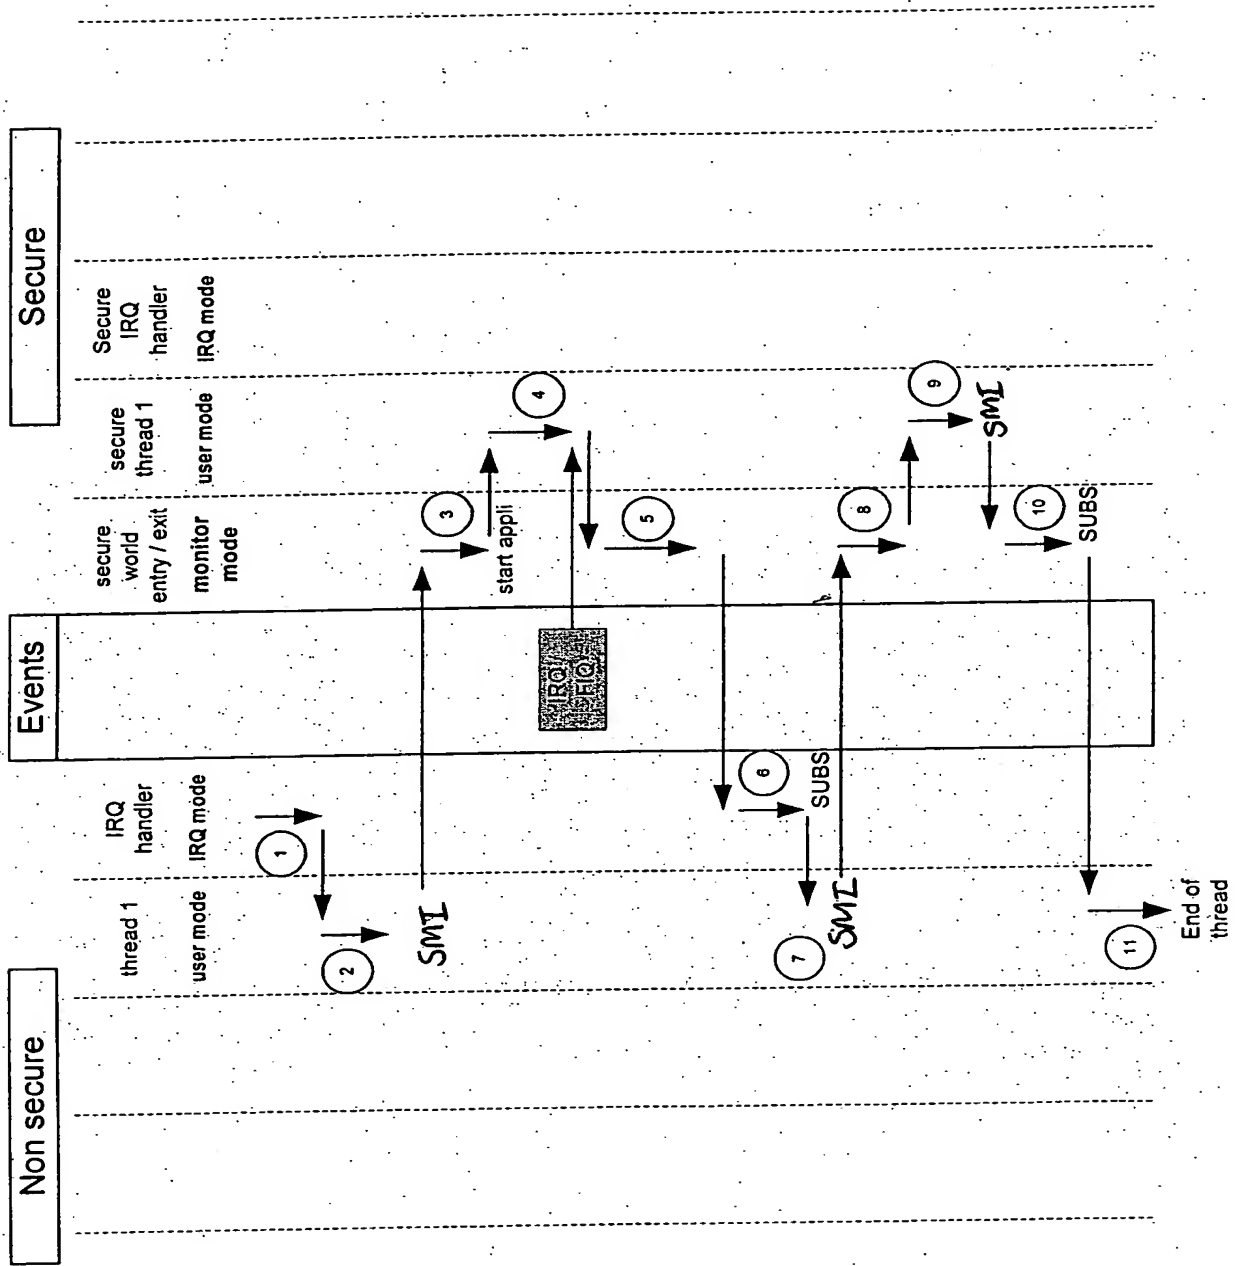 Non secure
Events
Secure
thread 1
user mode
IRQ
handler
IRQ mode
secure
world
entry / exit
monitor
mode
secure
thread 1
user mode
Secure
IRQ
handler
IRQ mode
1
2
SMI
3
start appli
4
IRQ/
FIQ
5
6
SUBS
7
SMI
8
9
SMI
10
SUBS
11
End of
thread